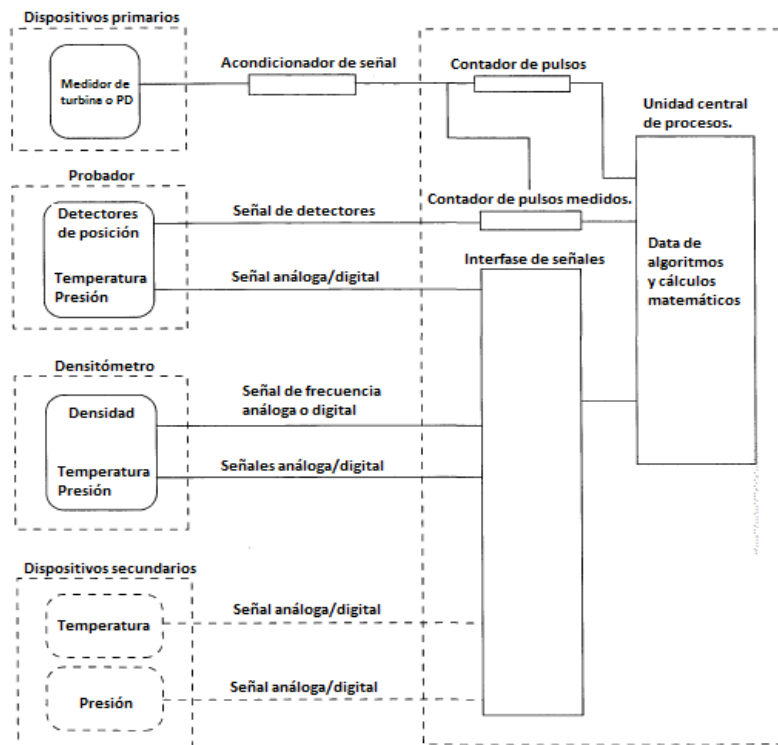 Dispositivos primarios
Medidor de
turbina o PD
Acondicionador de señal
Contador de pulsos
Unidad central
de procesos.
Probador
Detectores
de posición
Temperatura
Presión
Señal de detectores
Contador de pulsos medidos.
Señal análoga/digital
Interfase de señales
Data de
algoritmos
y cálculos
matemáticos
Densitómetro
Densidad
Temperatura
Presión
Señal de frecuencia
análoga o digital
Señales análoga/digital
Dispositivos secundarios
Temperatura
Señal análoga/digital
Presión
Señal análoga/digital